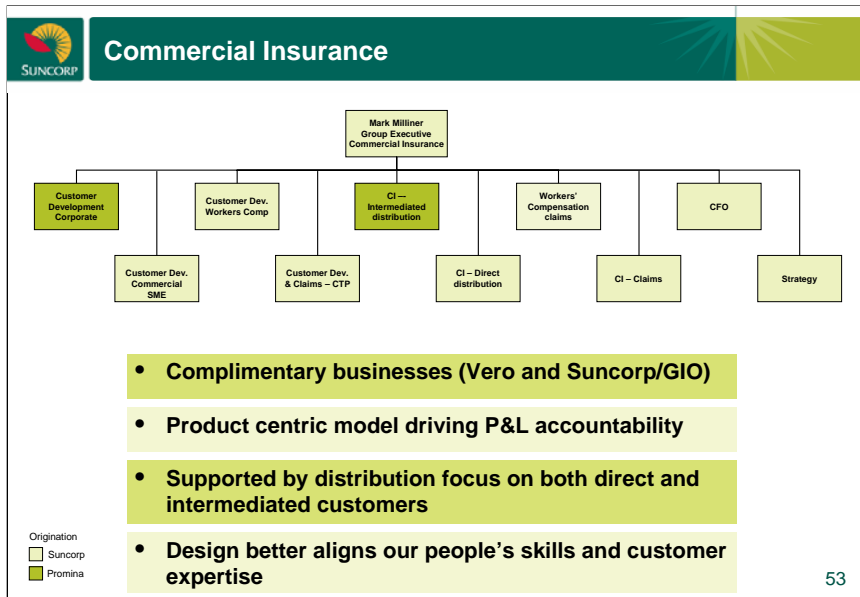 SUNCORP
Commercial Insurance
Mark Milliner
Group Executive
Commercial Insurance
Customer
Development
Corporate
Customer Dev.
Workers Comp
CI —
Intermediated
distribution
Workers'
Compensation
claims
CFO
Customer Dev.
Commercial
SME
Customer Dev.
& Claims – CTP
CI – Direct
distribution
CI – Claims
Strategy
• Complimentary businesses (Vero and Suncorp/GIO)
• Product centric model driving P&L accountability
• Supported by distribution focus on both direct and
intermediated customers
• Design better aligns our people's skills and customer
expertise
Origination
Suncorp
Promina
53